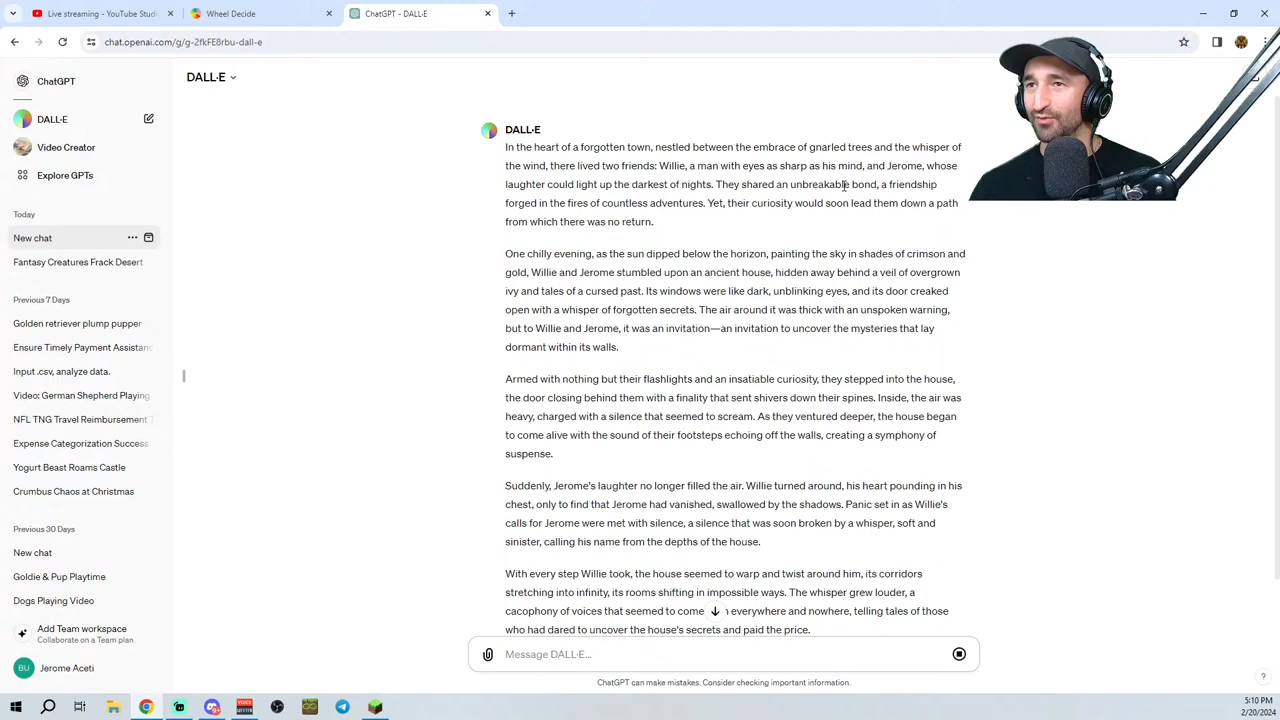 Live streaming - YouTube Studi
Wheel Decide
ChatGPT - DALL·E
chat.openai.com/g/g-2fkFE8rbu-dall-e
ChatGPT
DALL·E
Video Creator
Explore GPTs
Today
New chat
Fantasy Creatures Frack Desert
Previous 7 Days
Golden retriever plump pupper
Ensure Timely Payment Assistanc
Input .csv, analyze data.
Video: German Shepherd Playing
NFL TNG Travel Reimbursement T
Expense Categorization Success
Yogurt Beast Roams Castle
Crumbus Chaos at Christmas
Previous 30 Days
New chat
Goldie & Pup Playtime
Dogs Playing Video
Add Team workspace
Collaborate on a Team plan
BU
Jerome Aceti
DALL·E
DALL·E
In the heart of a forgotten town, nestled between the embrace of gnarled trees and the whisper of
the wind, there lived two friends: Willie, a man with eyes as sharp as his mind, and Jerome, whose
laughter could light up the darkest of nights. They shared an unbreakable bond, a friendship
forged in the fires of countless adventures. Yet, their curiosity would soon lead them down a path
from which there was no return.
One chilly evening, as the sun dipped below the horizon, painting the sky in shades of crimson and
gold, Willie and Jerome stumbled upon an ancient house, hidden away behind a veil of overgrown
ivy and tales of a cursed past. Its windows were like dark, unblinking eyes, and its door creaked
open with a whisper of forgotten secrets. The air around it was thick with an unspoken warning,
but to Willie and Jerome, it was an invitation—an invitation to uncover the mysteries that lay
dormant within its walls.
Armed with nothing but their flashlights and an insatiable curiosity, they stepped into the house,
the door closing behind them with a finality that sent shivers down their spines. Inside, the air was
heavy, charged with a silence that seemed to scream. As they ventured deeper, the house began
to come alive with the sound of their footsteps echoing off the walls, creating a symphony of
suspense.
Suddenly, Jerome's laughter no longer filled the air. Willie turned around, his heart pounding in his
chest, only to find that Jerome had vanished, swallowed by the shadows. Panic set in as Willie's
calls for Jerome were met with silence, a silence that was soon broken by a whisper, soft and
sinister, calling his name from the depths of the house.
With every step Willie took, the house seemed to warp and twist around him, its corridors
stretching into infinity, its rooms shifting in impossible ways. The whisper grew louder, a
cacophony of voices that seemed to come everywhere and nowhere, telling tales of those
who had dared to uncover the house's secrets and paid the price.
Message DALL·E...
ChatGPT can make mistakes. Consider checking important information.
?
5:10 PM
2/20/2024